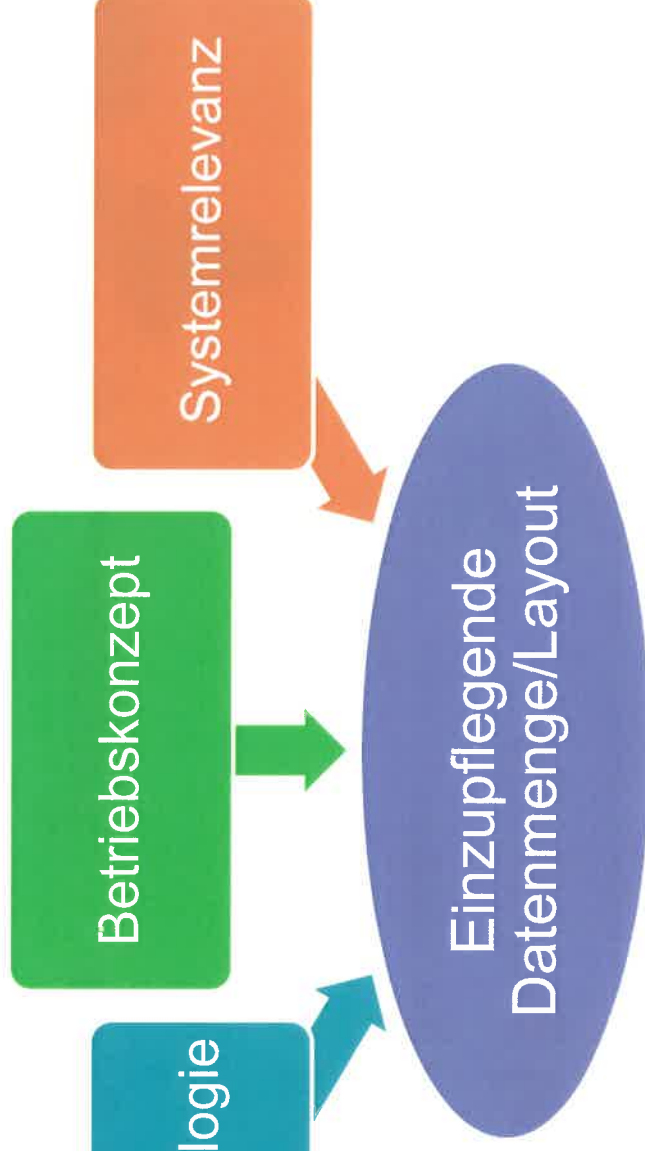 logie
Betriebskonzept
Systemrelevanz
Einzupflegende
Datenmenge/Layout